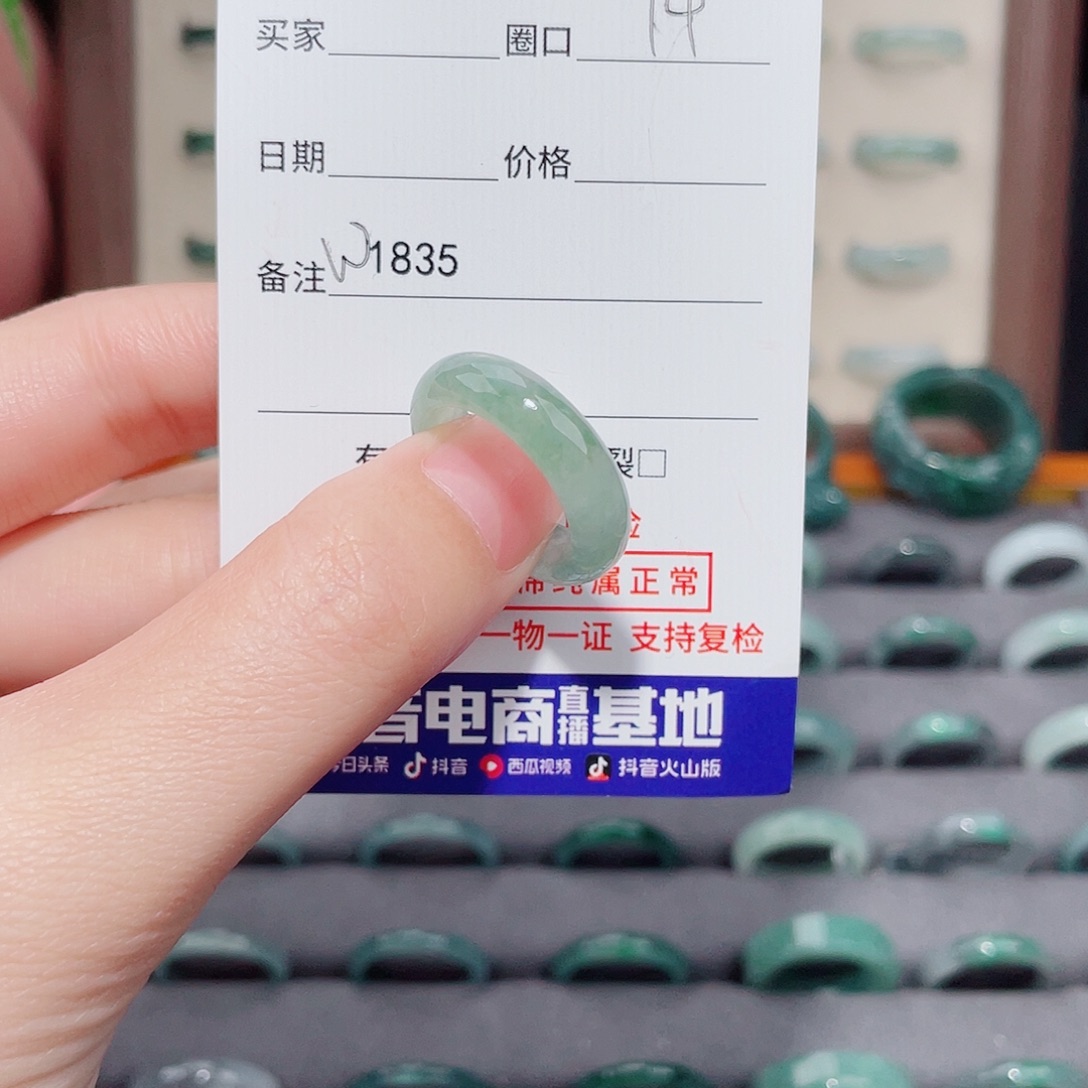 买家 圈口 14
日期 价格
备注 W1835
裂□
属正常
一物一证 支持复检
电商直播基地
今日头条 抖音 西瓜视频 抖音火山版